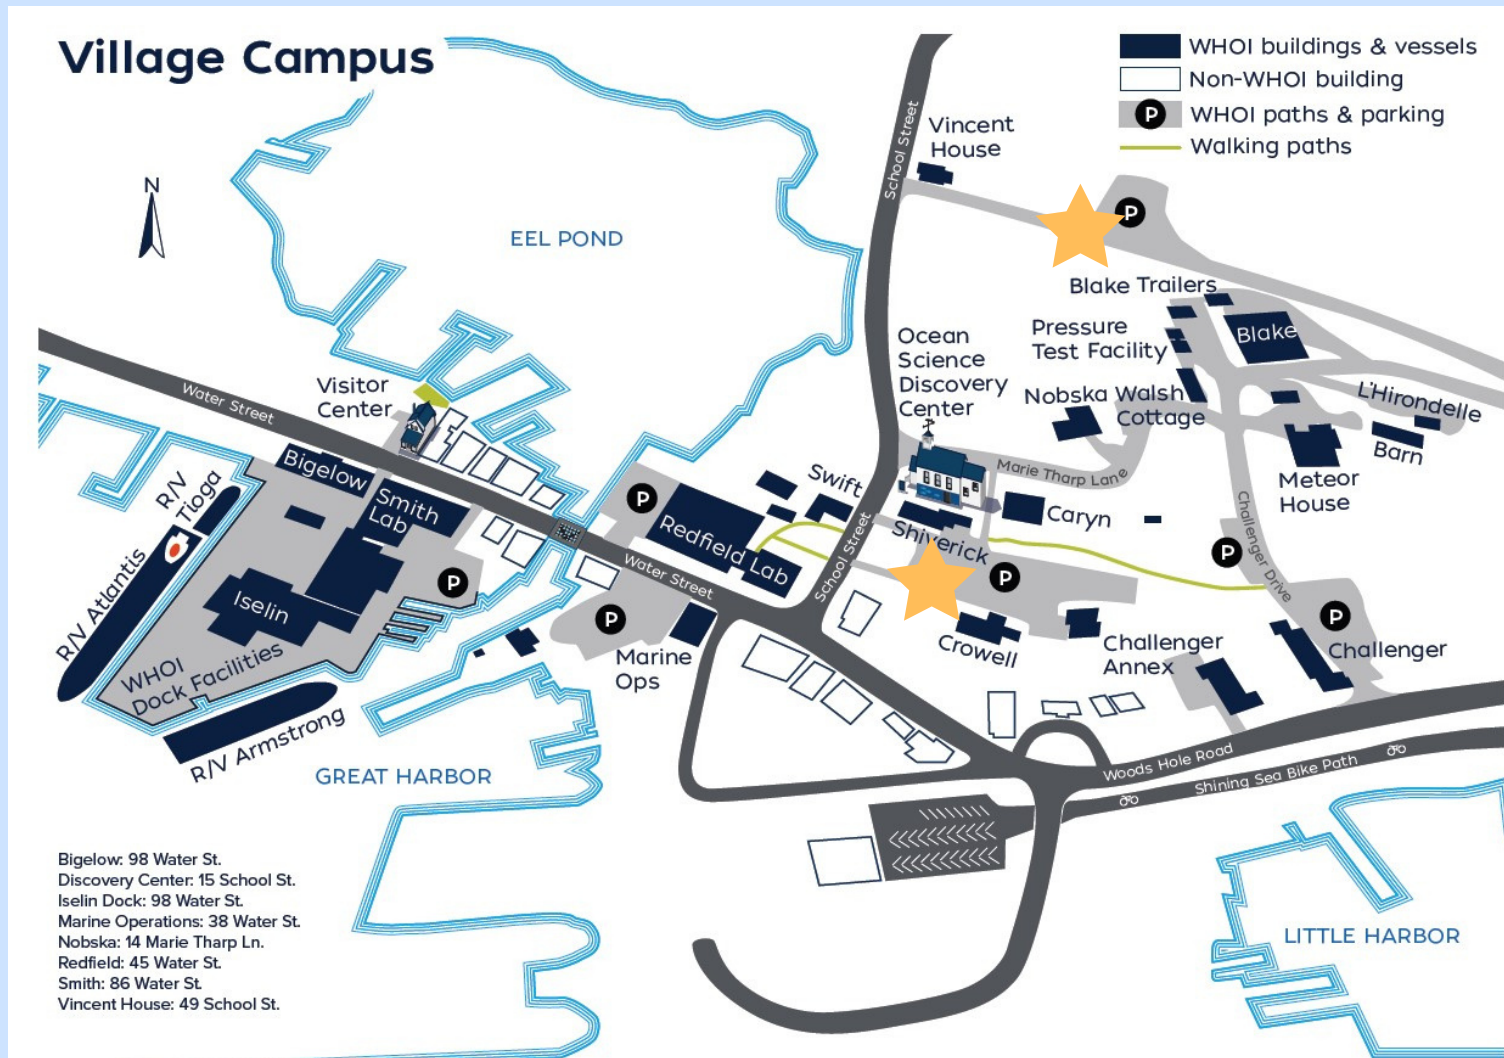 Village Campus
WHOI buildings & vessels
Non-WHOI building
P
WHOI paths & parking
Walking paths
N
School Street
Vincent
House
P
EEL POND
Blake Trailers
Pressure
Test Facility
Blake
Ocean
Science
Discovery
Center
Nobska
Walsh
Cottage
L'Hirondelle
Barn
Meteor
House
Water Street
Visitor
Center
Marie Tharp Lane
Bigelow
Smith
Lab
R/V
Tioga
R/V Atlantis
Iselin
P
WHOI
Dock Facilities
R/V Armstrong
P
Redfield Lab
Swift
School Street
Shiverick
Caryn
P
Challenger Drive
P
P
Water Street
P
Marine
Ops
Crowell
Challenger
Annex
Challenger
GREAT HARBOR
Woods Hole Road
Shining Sea Bike Path
LITTLE HARBOR
Bigelow: 98 Water St.
Discovery Center: 15 School St.
Iselin Dock: 98 Water St.
Marine Operations: 38 Water St.
Nobska: 14 Marie Tharp Ln.
Redfield: 45 Water St.
Smith: 86 Water St.
Vincent House: 49 School St.